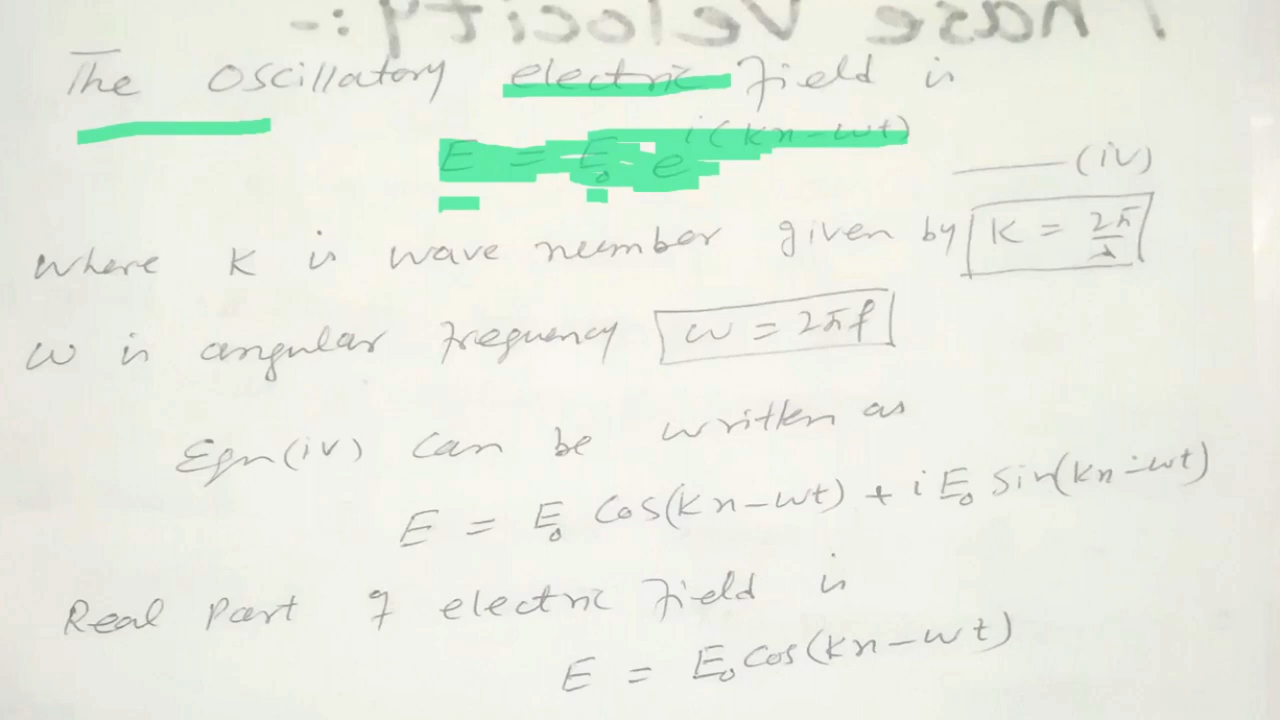 Phase Velocity :-
The Oscillatory electric field is
E = E₀ e^i(kx-ωt) ——— (iv)
where K is wave number given by K = 2π/λ
ω is angular frequency ω = 2πf
Eqn(iv) can be written as
E = E₀ Cos(kx-ωt) + i E₀ Sin(kx-ωt)
Real Part of electric field is
E = E₀ Cos(kx-ωt)